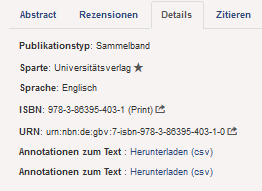 Abstract Rezensionen Details Zitieren
Publikationstyp: Sammelband
Sparte: Universitätsverlag ★
Sprache: Englisch
ISBN: 978-3-86395-403-1 (Print)
URN: urn:nbn:de:gbv:7-isbn-978-3-86395-403-1-0
Annotationen zum Text : Herunterladen (csv)
Annotationen zum Text : Herunterladen (csv)